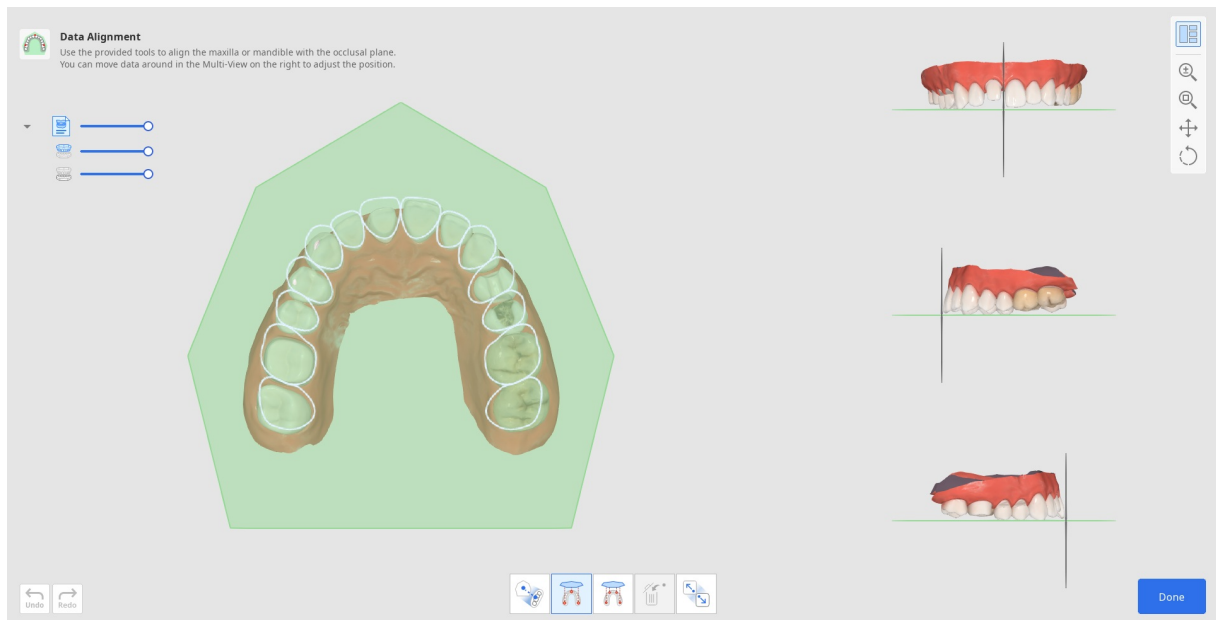 Data Alignment
Use the provided tools to align the maxilla or mandible with the occlusal plane.
You can move data around in the Multi-View on the right to adjust the position.
Undo
Redo
Done